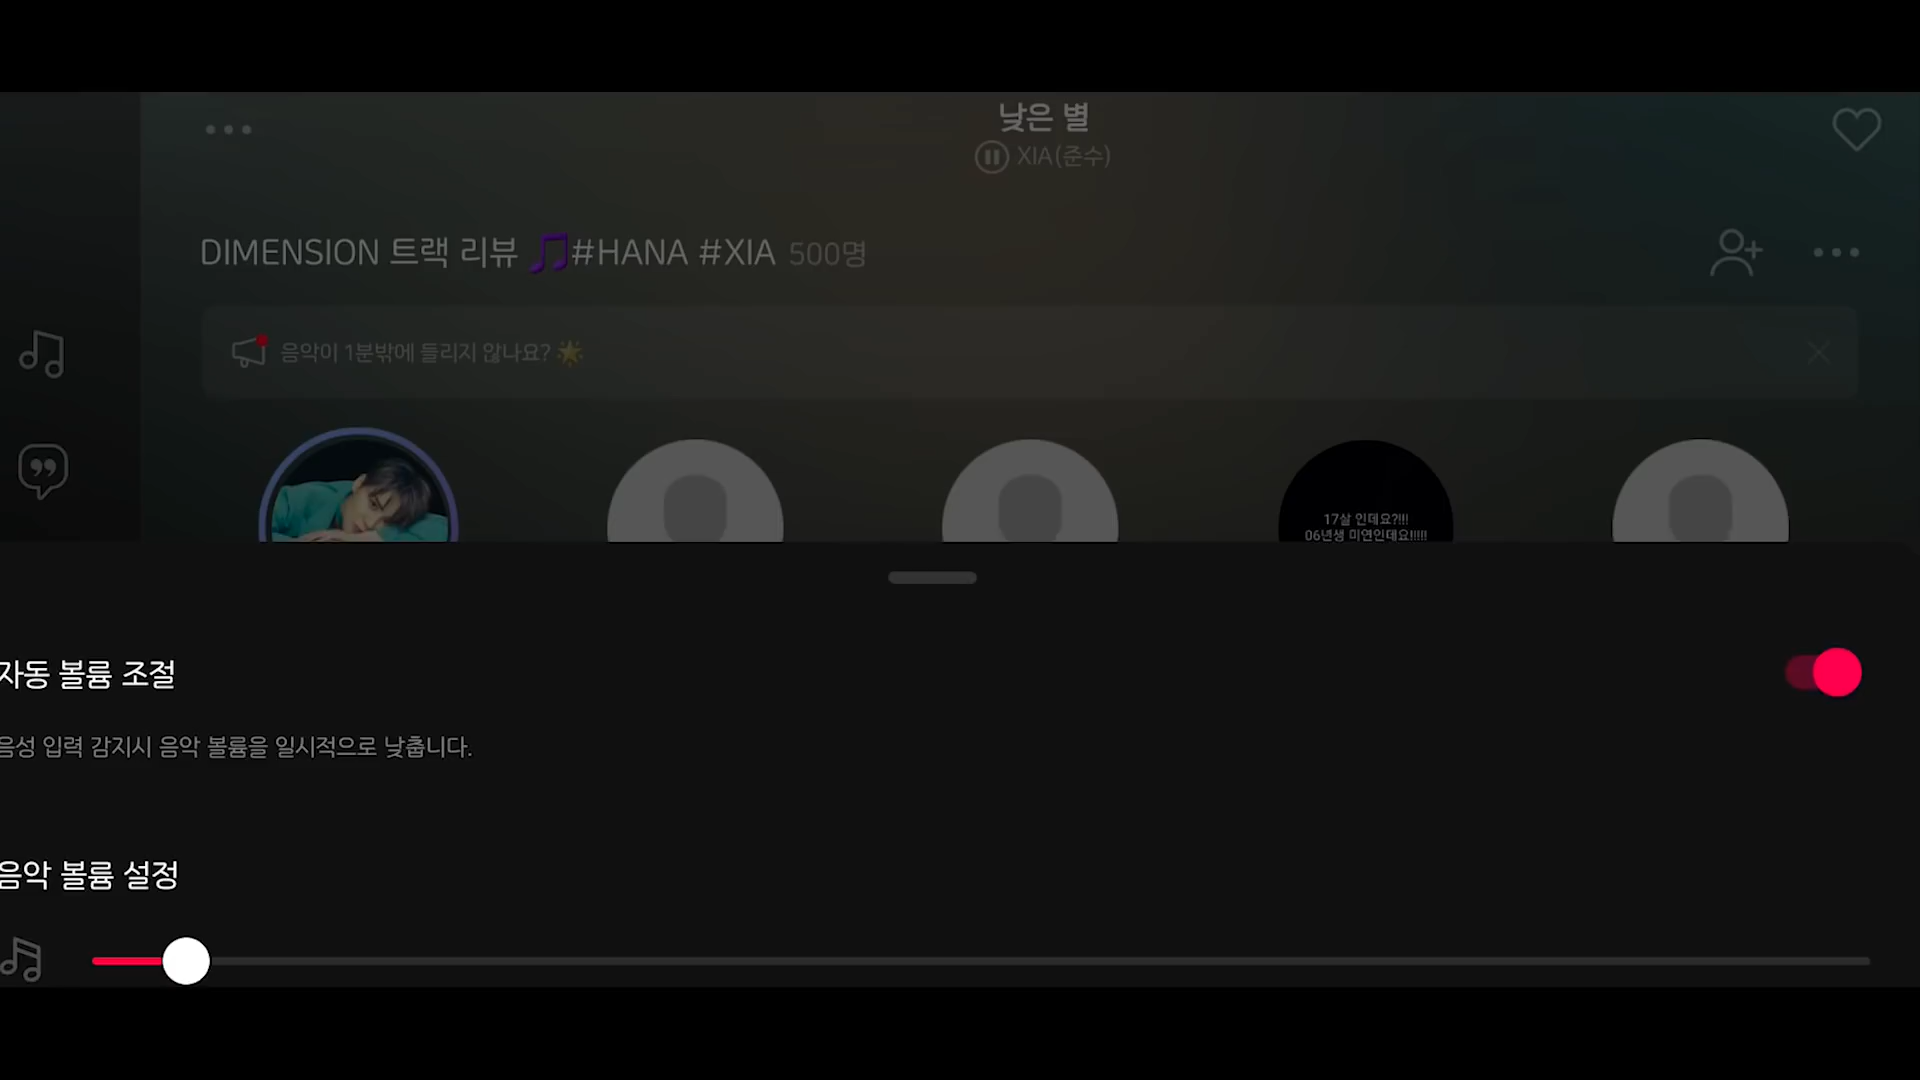 낮은 별
XIA(준수)
DIMENSION 트랙 리뷰 🎵#HANA #XIA 500명
음악이 1분밖에 들리지 않나요? 🌟
17살 인데요?!!!
06년생 미연인데요!!!!!
자동 볼륨 조절
음성 입력 감지시 음악 볼륨을 일시적으로 낮춥니다.
음악 볼륨 설정